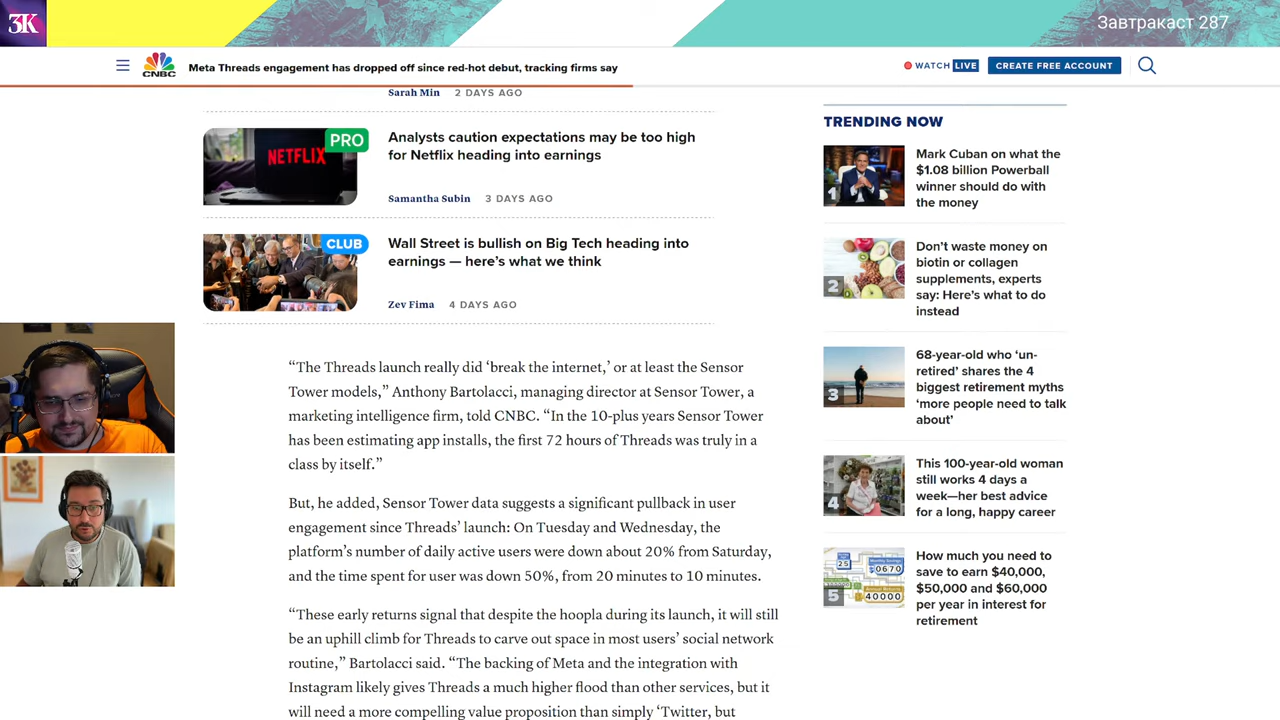 3K
Завтракаст 287
CNBC
Meta Threads engagement has dropped off since red-hot debut, tracking firms say
WATCH LIVE
CREATE FREE ACCOUNT
Sarah Min 2 DAYS AGO
NETFLIX
PRO
Analysts caution expectations may be too high
for Netflix heading into earnings
Samantha Subin 3 DAYS AGO
CLUB
Wall Street is bullish on Big Tech heading into
earnings — here’s what we think
Zev Fima 4 DAYS AGO
“The Threads launch really did ‘break the internet,’ or at least the Sensor
Tower models,” Anthony Bartolacci, managing director at Sensor Tower, a
marketing intelligence firm, told CNBC. “In the 10-plus years Sensor Tower
has been estimating app installs, the first 72 hours of Threads was truly in a
class by itself.”
But, he added, Sensor Tower data suggests a significant pullback in user
engagement since Threads’ launch: On Tuesday and Wednesday, the
platform’s number of daily active users were down about 20% from Saturday,
and the time spent for user was down 50%, from 20 minutes to 10 minutes.
“These early returns signal that despite the hoopla during its launch, it will still
be an uphill climb for Threads to carve out space in most users’ social network
routine,” Bartolacci said. “The backing of Meta and the integration with
Instagram likely gives Threads a much higher flood than other services, but it
will need a more compelling value proposition than simply ‘Twitter, but
TRENDING NOW
1
Mark Cuban on what the
$1.08 billion Powerball
winner should do with
the money
2
Don’t waste money on
biotin or collagen
supplements, experts
say: Here’s what to do
instead
3
68-year-old who ‘un-
retired’ shares the 4
biggest retirement myths
‘more people need to talk
about’
4
This 100-year-old woman
still works 4 days a
week—her best advice
for a long, happy career
5
25
0670
40000
How much you need to
save to earn $40,000,
$50,000 and $60,000
per year in interest for
retirement